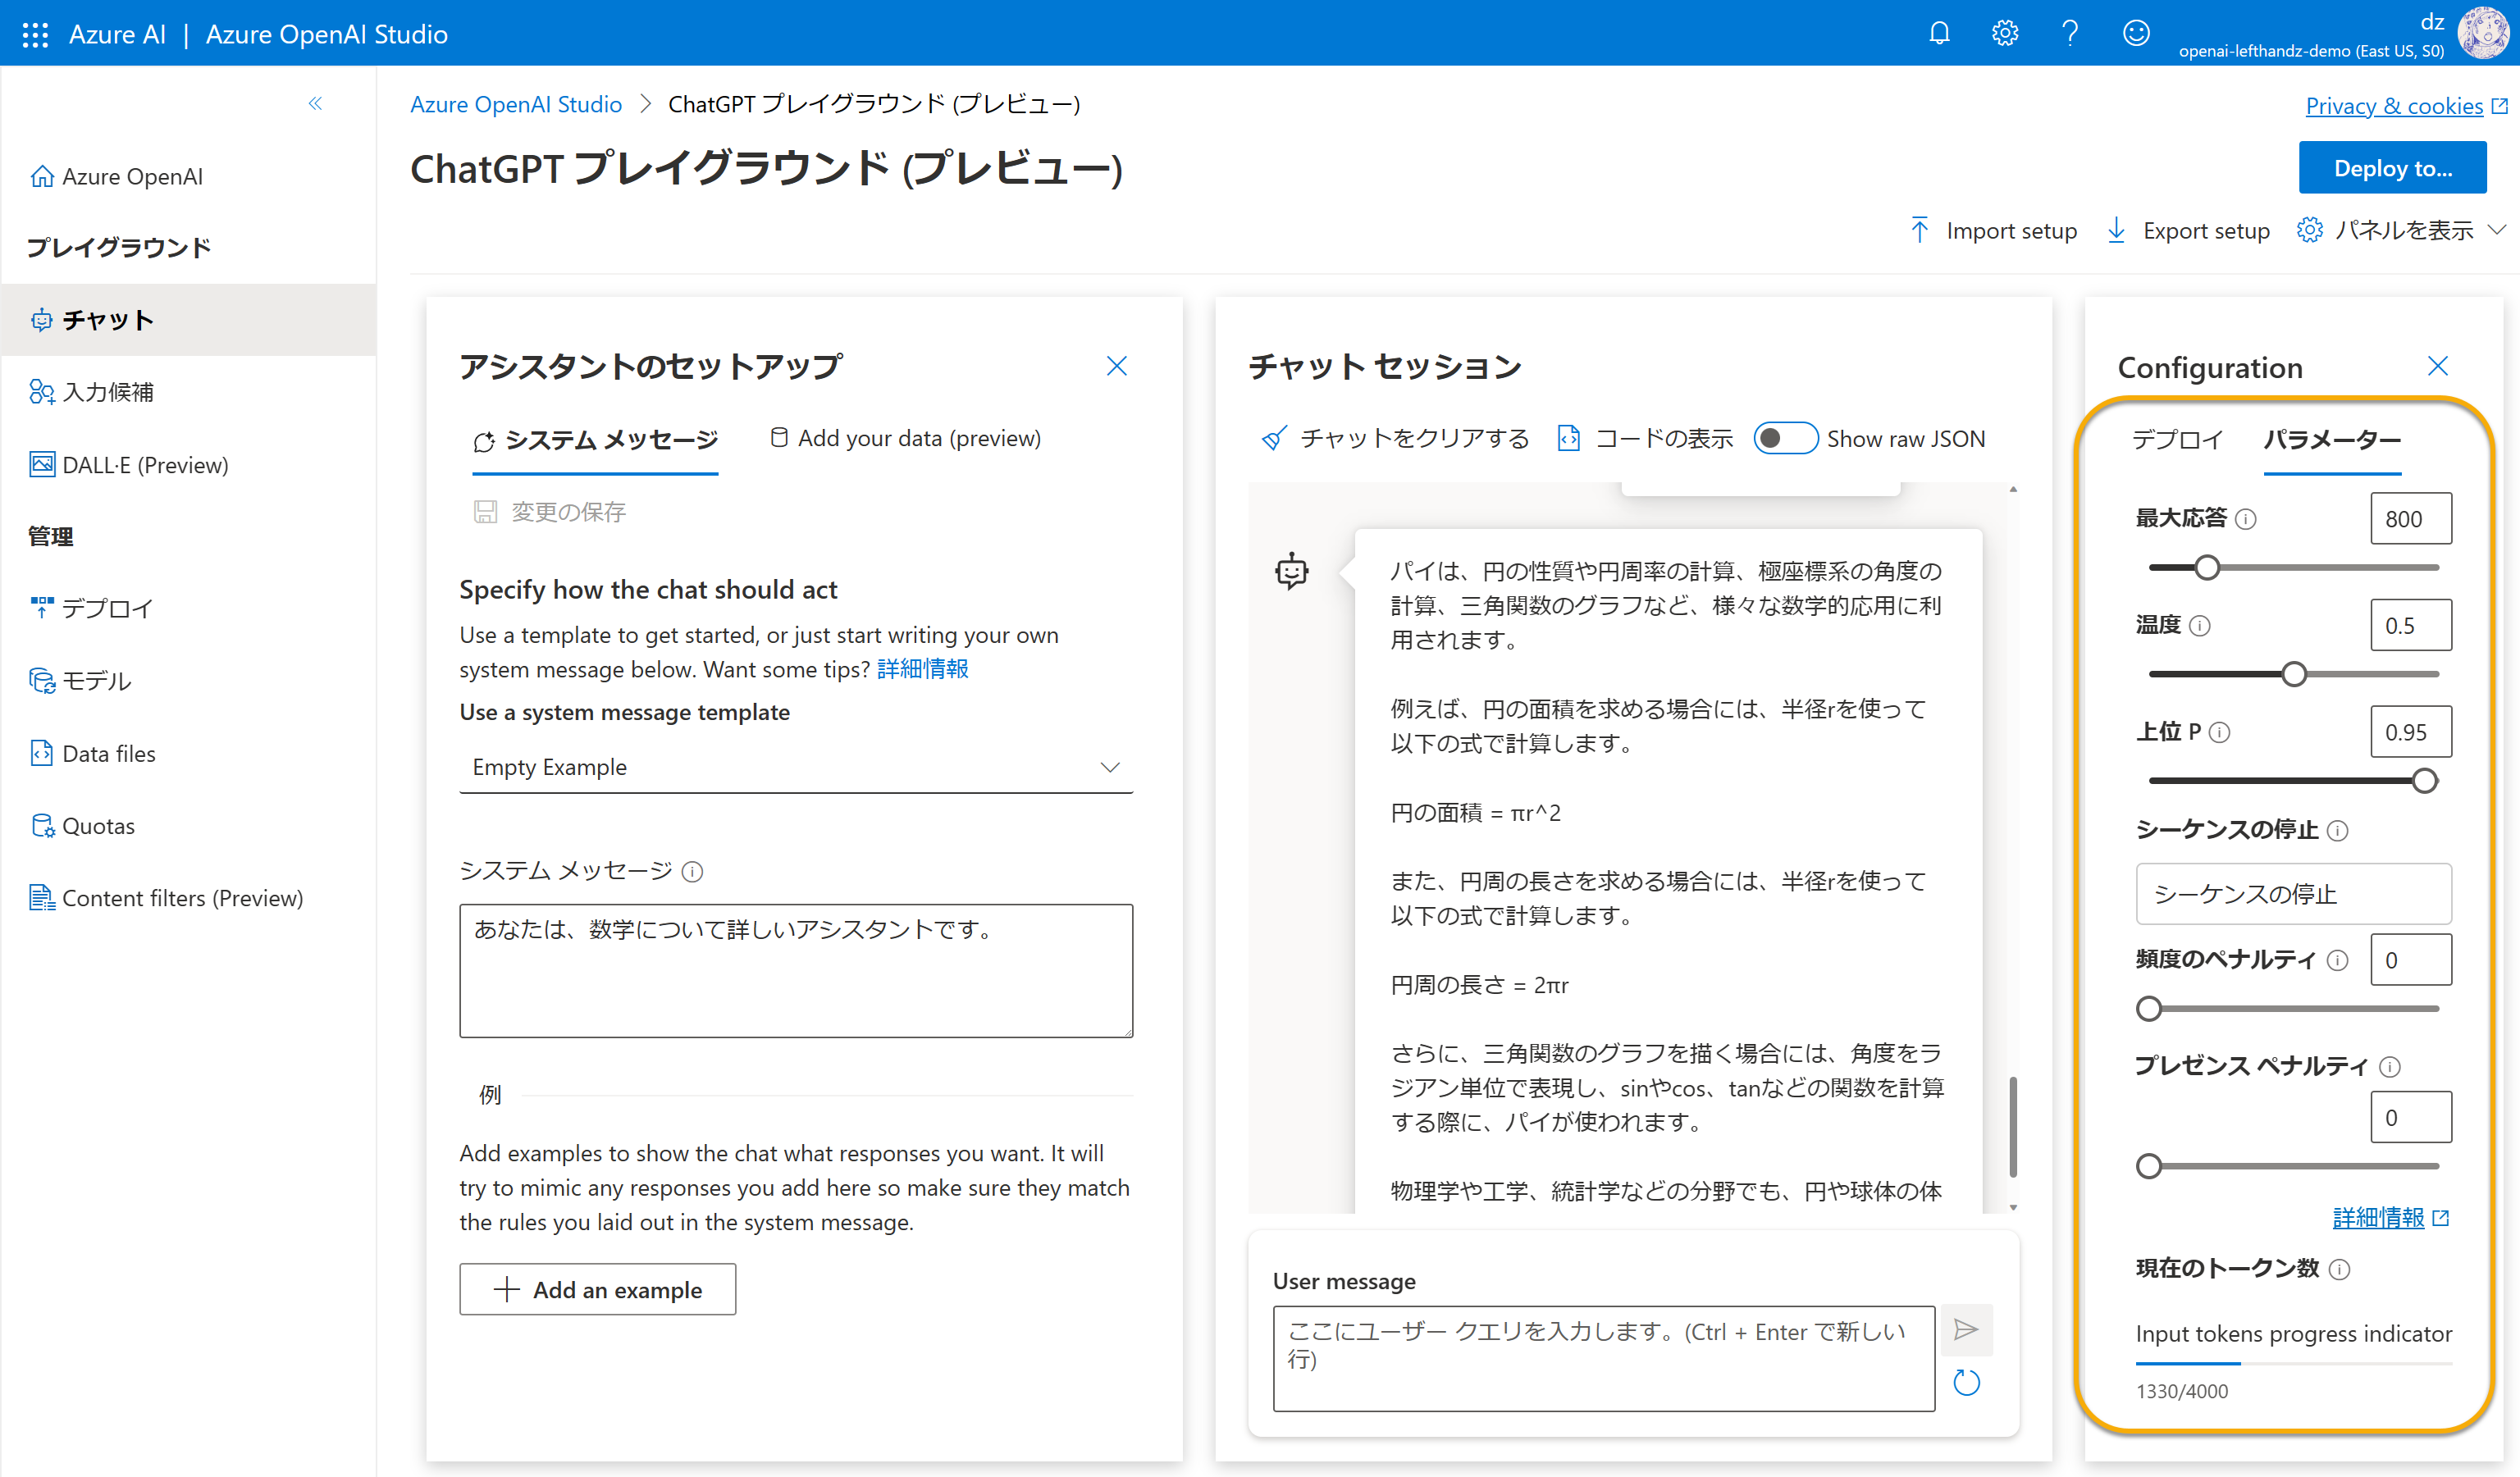 Azure AI | Azure OpenAI Studio
dz
openai-lefthandz-demo (East US, S0)
Azure OpenAI
プレイグラウンド
チャット
入力候補
DALL·E (Preview)
管理
デプロイ
モデル
Data files
Quotas
Content filters (Preview)
Azure OpenAI Studio > ChatGPT プレイグラウンド (プレビュー)
Privacy & cookies
ChatGPT プレイグラウンド (プレビュー)
Deploy to...
Import setup
Export setup
パネルを表示
アシスタントのセットアップ
システム メッセージ
Add your data (preview)
変更の保存
Specify how the chat should act
Use a template to get started, or just start writing your own
system message below. Want some tips? 詳細情報
Use a system message template
Empty Example
システム メッセージ
あなたは、数学について詳しいアシスタントです。
例
Add examples to show the chat what responses you want. It will
try to mimic any responses you add here so make sure they match
the rules you laid out in the system message.
Add an example
チャット セッション
チャットをクリアする
コードの表示
Show raw JSON
パイは、円の性質や円周率の計算、極座標系の角度の
計算、三角関数のグラフなど、様々な数学的応用に利
用されます。
例えば、円の面積を求める場合には、半径rを使って
以下の式で計算します。
円の面積 = πr^2
また、円周の長さを求める場合には、半径rを使って
以下の式で計算します。
円周の長さ = 2πr
さらに、三角関数のグラフを描く場合には、角度をラ
ジアン単位で表現し、sinやcos、tanなどの関数を計算
する際に、パイが使われます。
物理学や工学、統計学などの分野でも、円や球体の体
User message
ここにユーザー クエリを入力します。(Ctrl + Enter で新しい
行)
Configuration
デプロイ
パラメーター
最大応答
800
温度
0.5
上位 P
0.95
シーケンスの停止
シーケンスの停止
頻度のペナルティ
0
プレゼンス ペナルティ
0
詳細情報
現在のトークン数
Input tokens progress indicator
1330/4000